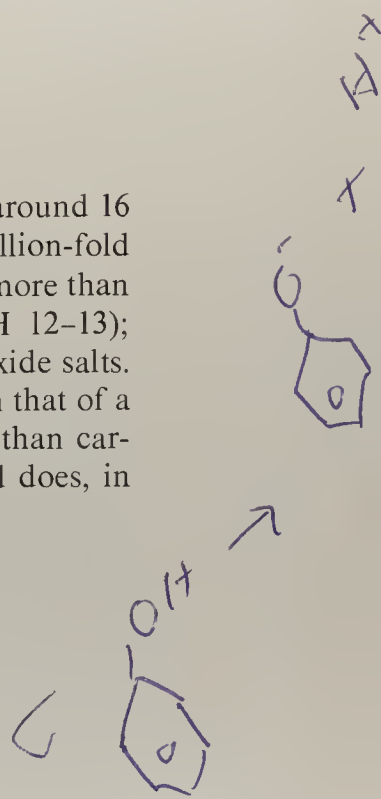 around 16
llion-fold
more than
H 12–13);
xide salts.
n that of a
than car-
d does, in
OH
O-
+
H+